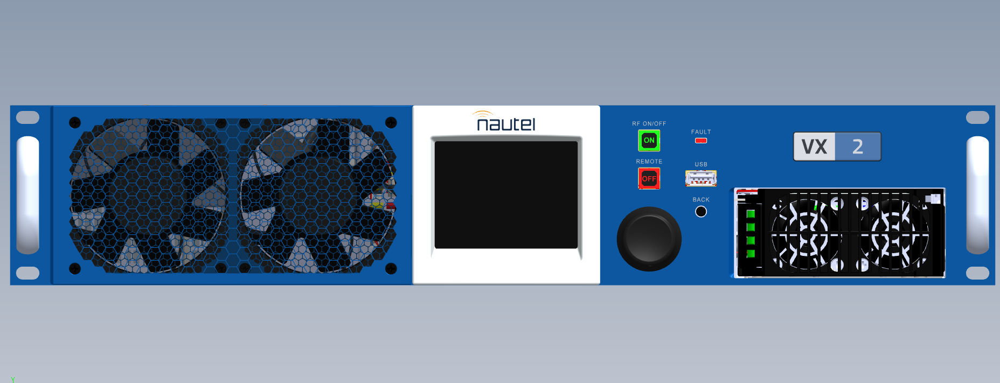 nautel
RF ON/OFF
ON
FAULT
REMOTE
OFF
USB
BACK
VX 2
Y